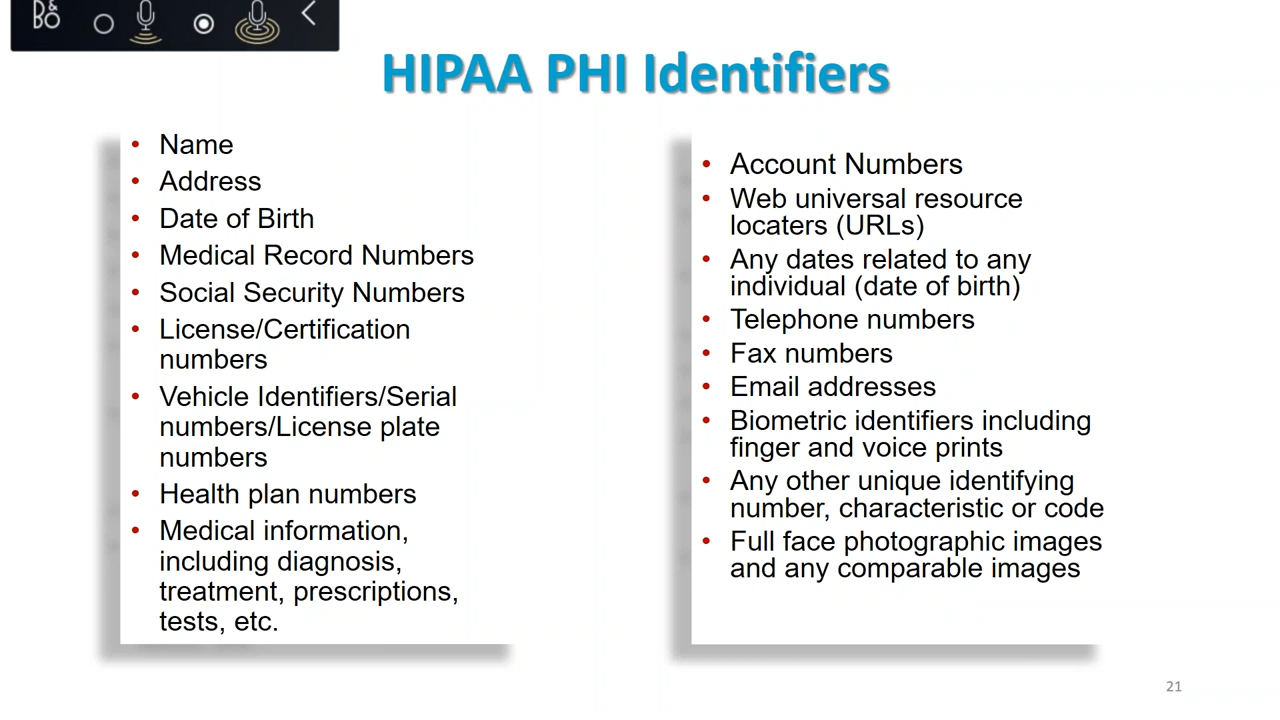 B&O
HIPAA PHI Identifiers
• Name
• Address
• Date of Birth
• Medical Record Numbers
• Social Security Numbers
• License/Certification
numbers
• Vehicle Identifiers/Serial
numbers/License plate
numbers
• Health plan numbers
• Medical information,
including diagnosis,
treatment, prescriptions,
tests, etc.
• Account Numbers
• Web universal resource
locaters (URLs)
• Any dates related to any
individual (date of birth)
• Telephone numbers
• Fax numbers
• Email addresses
• Biometric identifiers including
finger and voice prints
• Any other unique identifying
number, characteristic or code
• Full face photographic images
and any comparable images
21